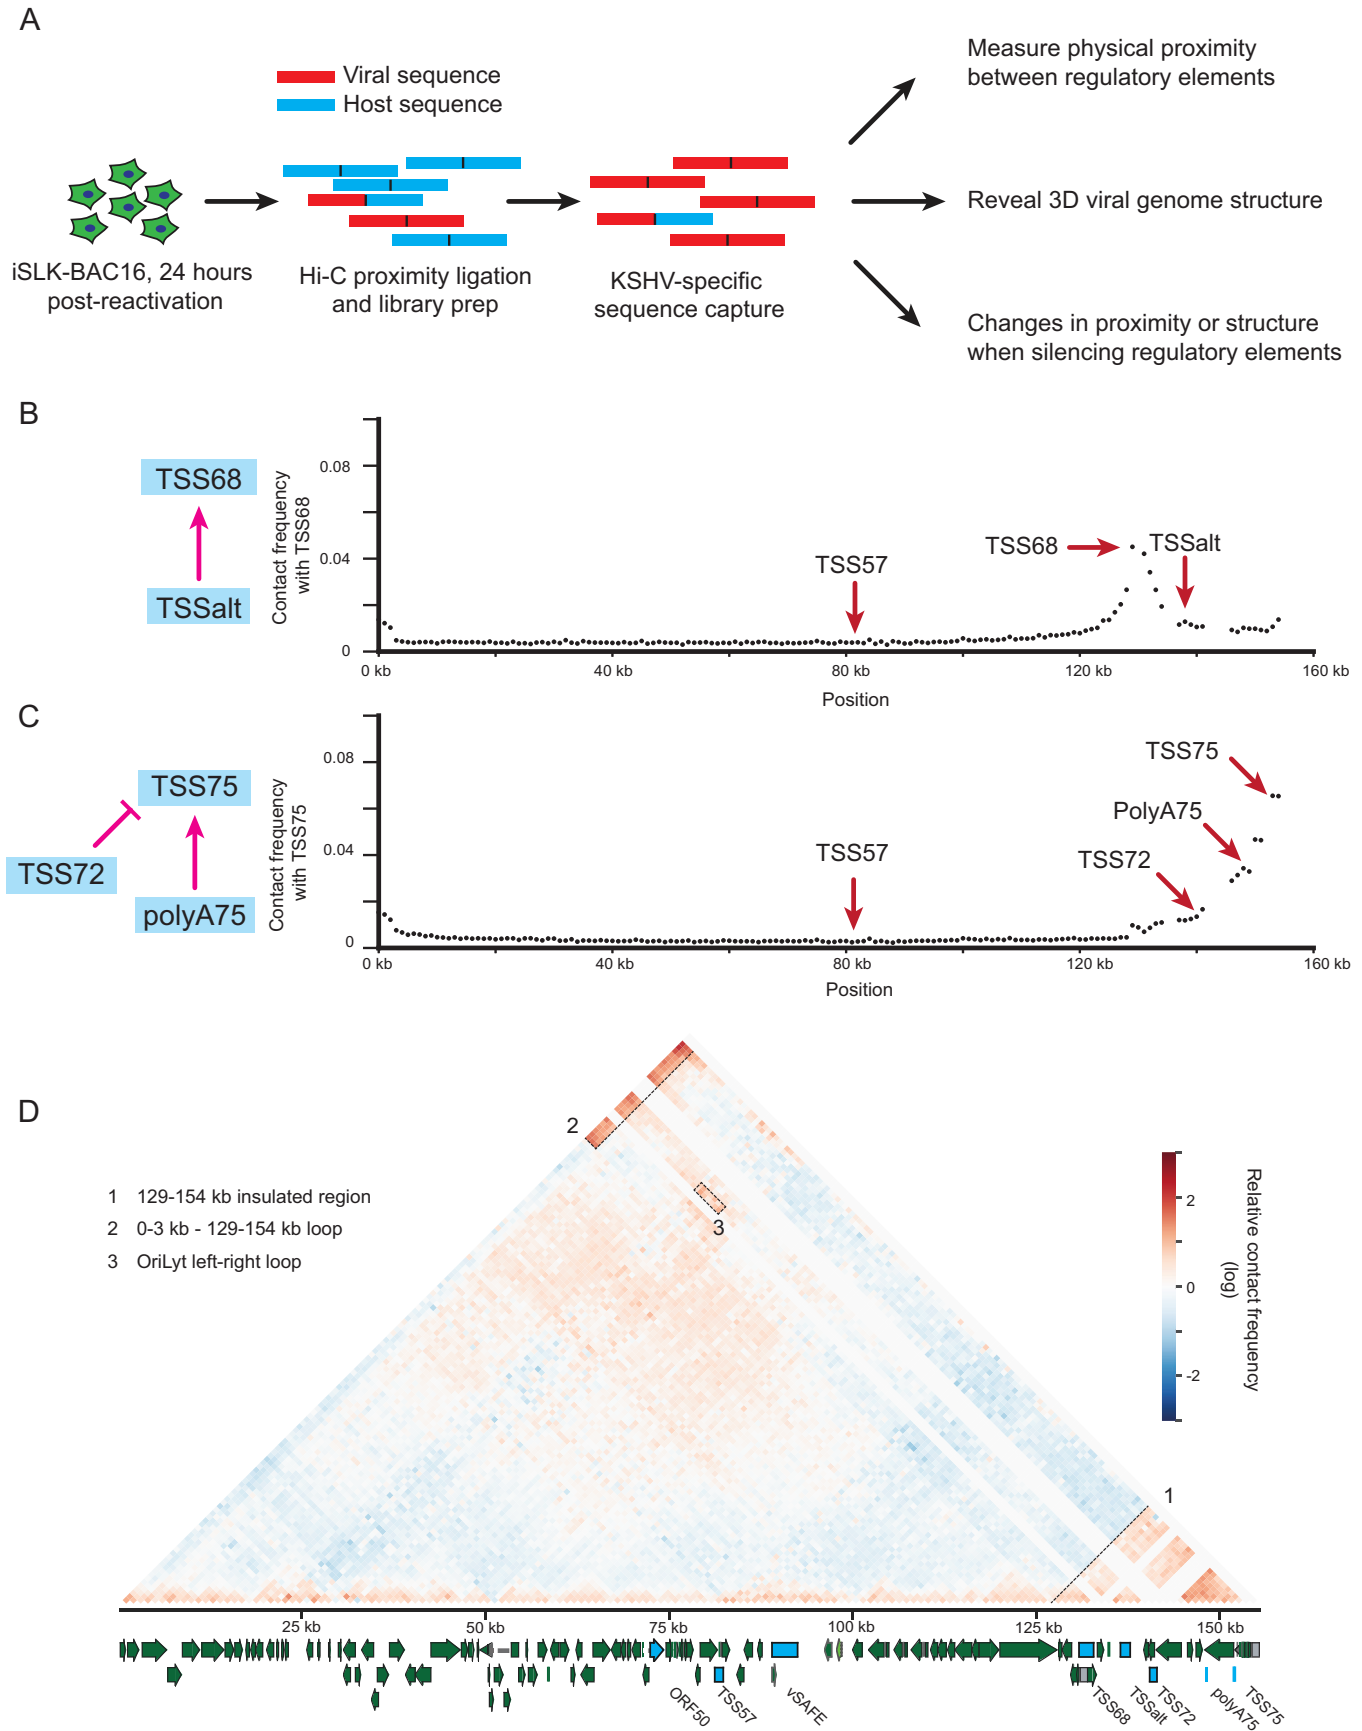 A
Viral sequence
Host sequence
iSLK-BAC16, 24 hours
post-reactivation
Hi-C proximity ligation
and library prep
KSHV-specific
sequence capture
Measure physical proximity
between regulatory elements
Reveal 3D viral genome structure
Changes in proximity or structure
when silencing regulatory elements
B
TSS68
TSSalt
Contact frequency
with TSS68
0.08
0.04
0
TSS57
TSS68
TSSalt
0 kb
40 kb
80 kb
120 kb
160 kb
Position
C
TSS75
TSS72
polyA75
Contact frequency
with TSS75
0.08
0.04
0
TSS57
TSS72
PolyA75
TSS75
0 kb
40 kb
80 kb
120 kb
160 kb
Position
D
1 129-154 kb insulated region
2 0-3 kb - 129-154 kb loop
3 OriLyt left-right loop
2
3
1
2
0
-2
Relative contact frequency
(log)
25 kb
50 kb
75 kb
100 kb
125 kb
150 kb
ORF50
TSS57
vSAFE
TSS68
TSSalt
TSS72
polyA75
TSS75